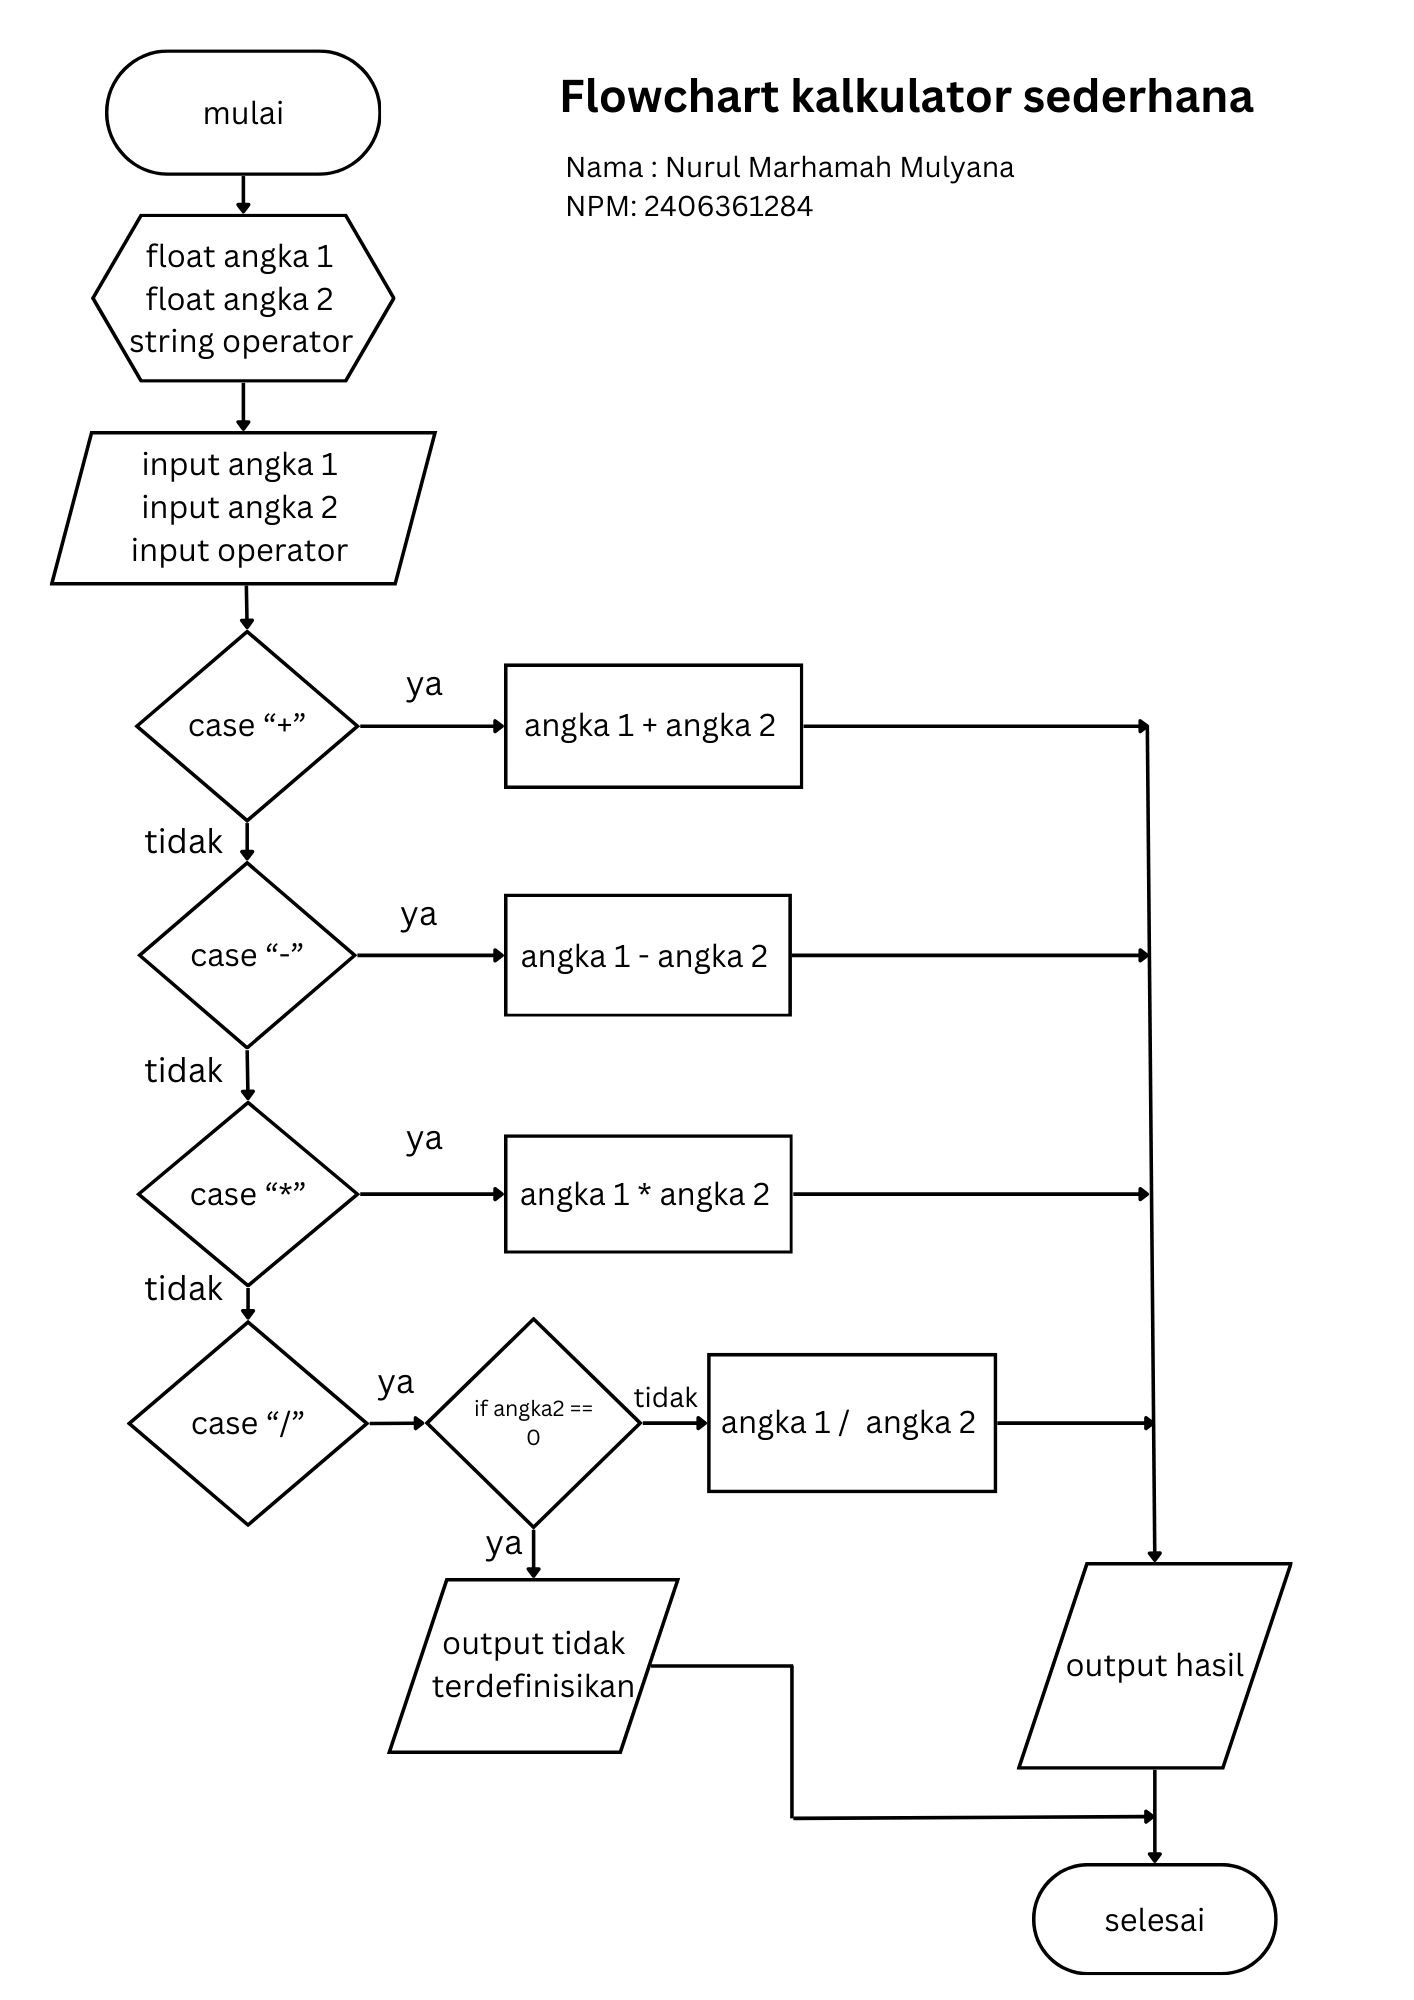 Flowchart kalkulator sederhana
Nama : Nurul Marhamah Mulyana
NPM: 2406361284
mulai
float angka 1
float angka 2
string operator
input angka 1
input angka 2
input operator
case “+”
ya
angka 1 + angka 2
tidak
case “-”
ya
angka 1 - angka 2
tidak
case “*”
ya
angka 1 * angka 2
tidak
case “/”
ya
if angka2 ==
0
tidak
angka 1 /  angka 2
ya
output tidak
terdefinisikan
output hasil
selesai